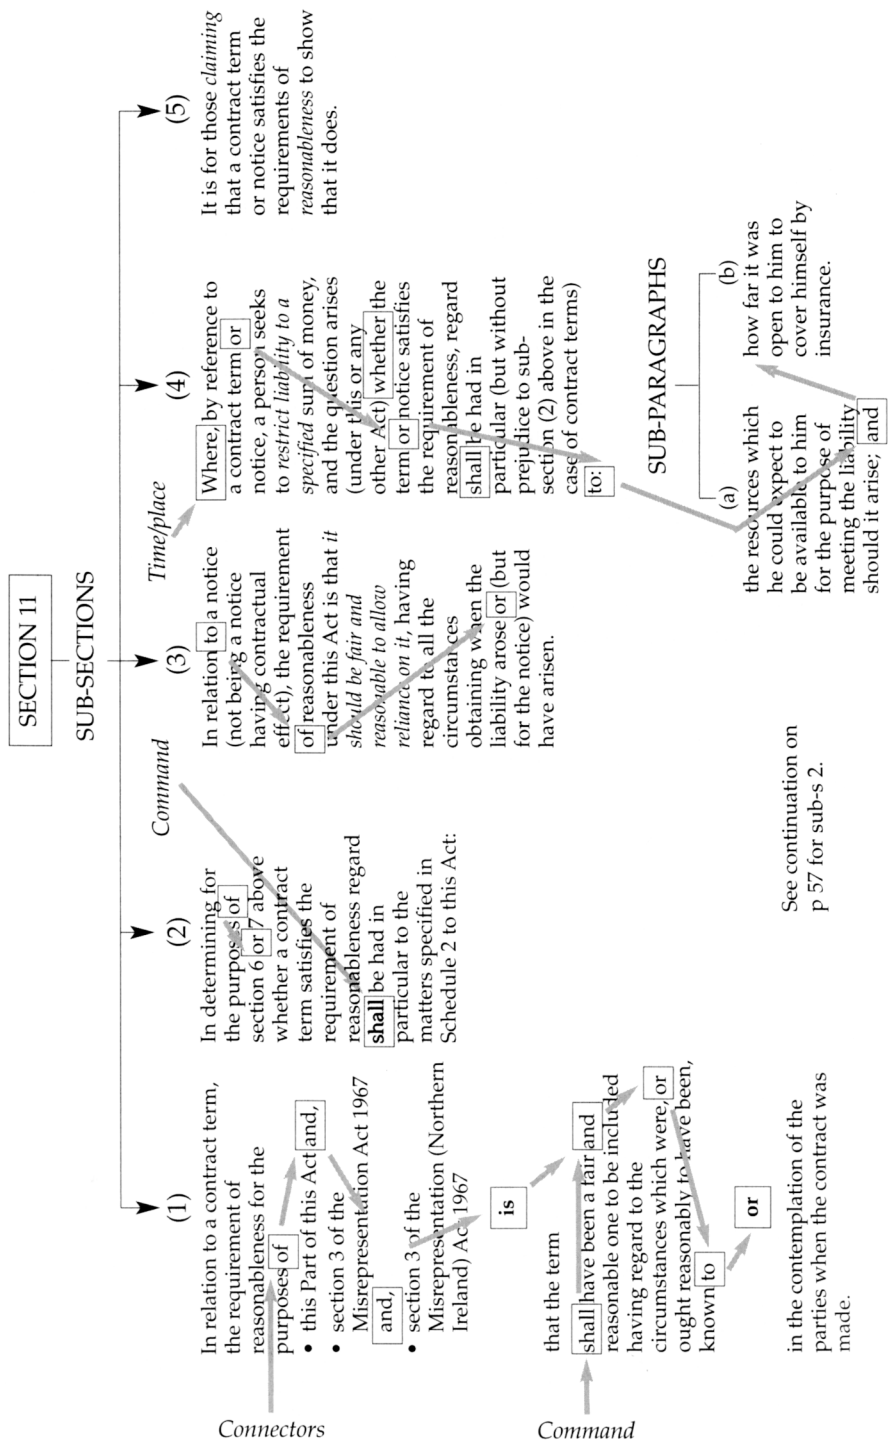 SECTION 11
SUB-SECTIONS
Connectors
Command
(1)
In relation to a contract term,
the requirement of
reasonableness for the
purposes of
• this Part of this Act and,
• section 3 of the
Misrepresentation Act 1967
and,
• section 3 of the
Misrepresentation (Northern
Ireland) Act 1967
is
that the term
shall have been a fair and
reasonable one to be included
having regard to the
circumstances which were, or
ought reasonably to have been,
known to
or
in the contemplation of the
parties when the contract was
made.
Command
(2)
In determining for
the purposes of
section 6 or 7 above
whether a contract
term satisfies the
requirement of
reasonableness regard
shall be had in
particular to the
matters specified in
Schedule 2 to this Act:
See continuation on
p 57 for sub-s 2.
(3)
In relation to a notice
(not being a notice
having contractual
effect), the requirement
of reasonableness
under this Act is that it
should be fair and
reasonable to allow
reliance on it, having
regard to all the
circumstances
obtaining when the
liability arose or (but
for the notice) would
have arisen.
Time/place
(4)
Where, by reference to
a contract term or
notice, a person seeks
to restrict liability to a
specified sum of money,
and the question arises
(under this or any
other Act) whether the
term or notice satisfies
the requirement of
reasonableness, regard
shall be had in
particular (but without
prejudice to sub-
section (2) above in the
case of contract terms)
to:
SUB-PARAGRAPHS
(a)
the resources which
he could expect to
be available to him
for the purpose of
meeting the liability
should it arise; and
(b)
how far it was
open to him to
cover himself by
insurance.
(5)
It is for those claiming
that a contract term
or notice satisfies the
requirements of
reasonableness to show
that it does.